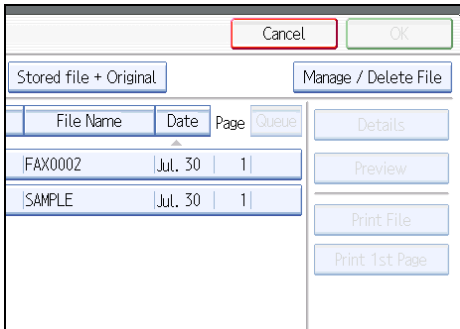 Cancel OK
Stored file + Original Manage / Delete File
File Name Date Page Queue Details
FAX0002 Jul. 30 1 Preview
SAMPLE Jul. 30 1
Print File
Print 1st Page